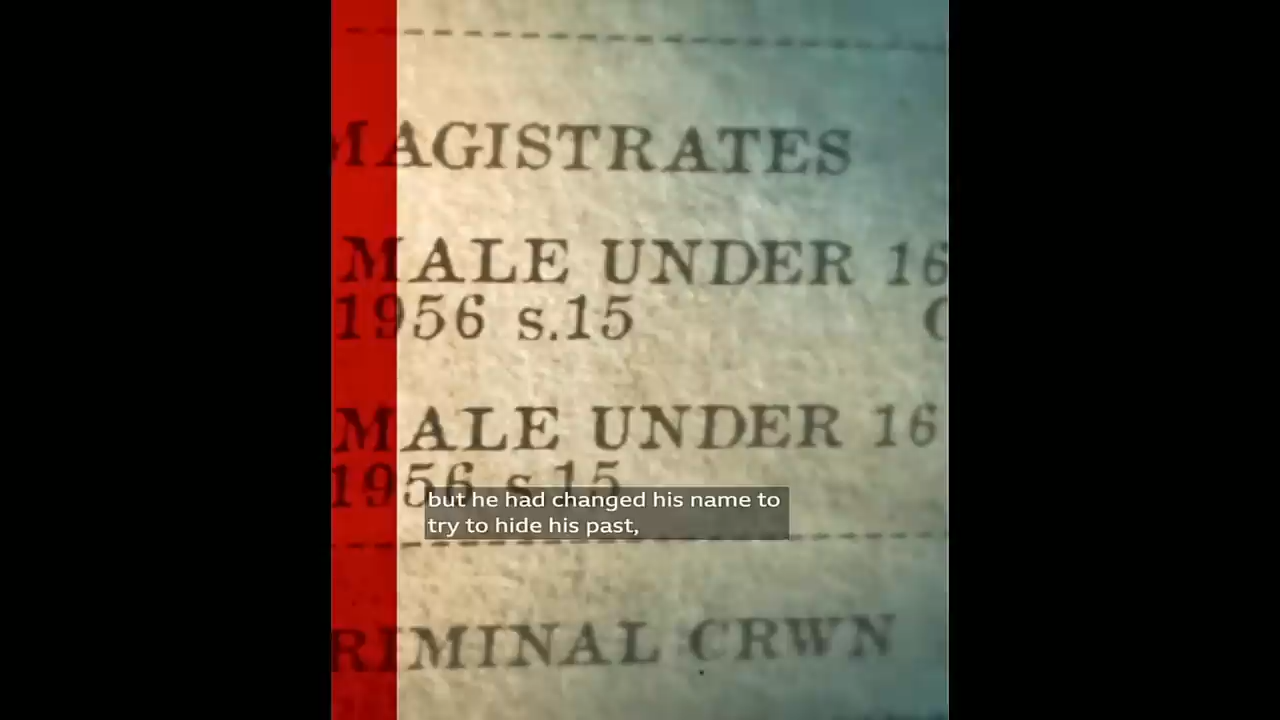 MAGISTRATES
MALE UNDER 16
1956 s.15
MALE UNDER 16
1956 s.15
but he had changed his name to
try to hide his past,
RIMINAL CRWN